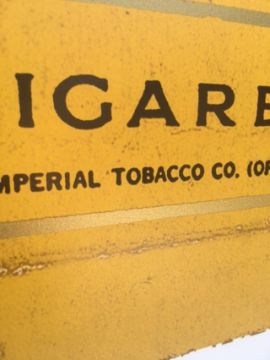 IGARE
MPERIAL TOBACCO CO. (OF